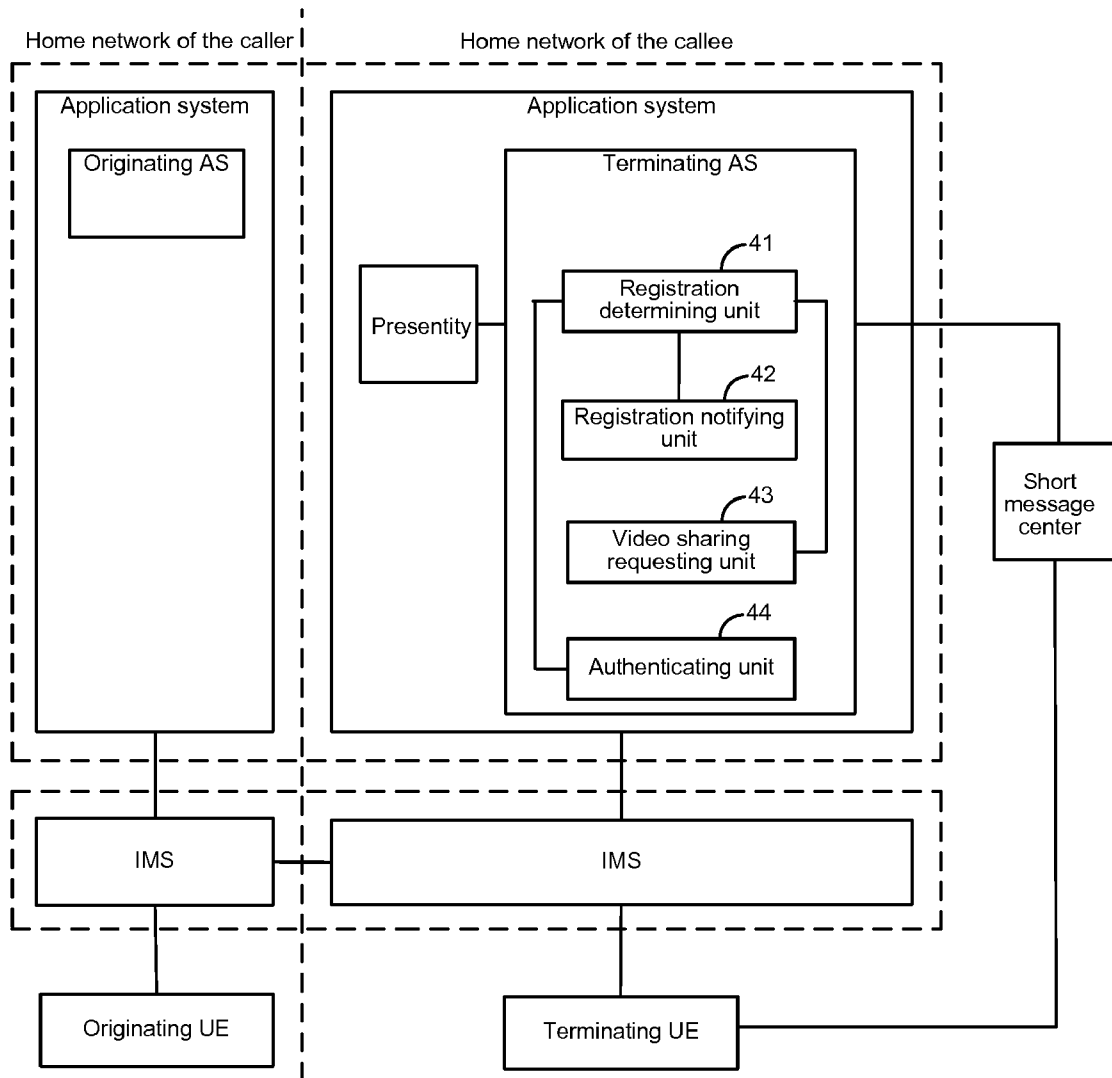 Home network of the caller
Home network of the callee
Application system
Application system
Originating AS
Terminating AS
41
Registration
determining unit
Presentity
42
Registration notifying
unit
43
Video sharing
requesting unit
44
Authenticating unit
Short
message
center
IMS
IMS
Originating UE
Terminating UE